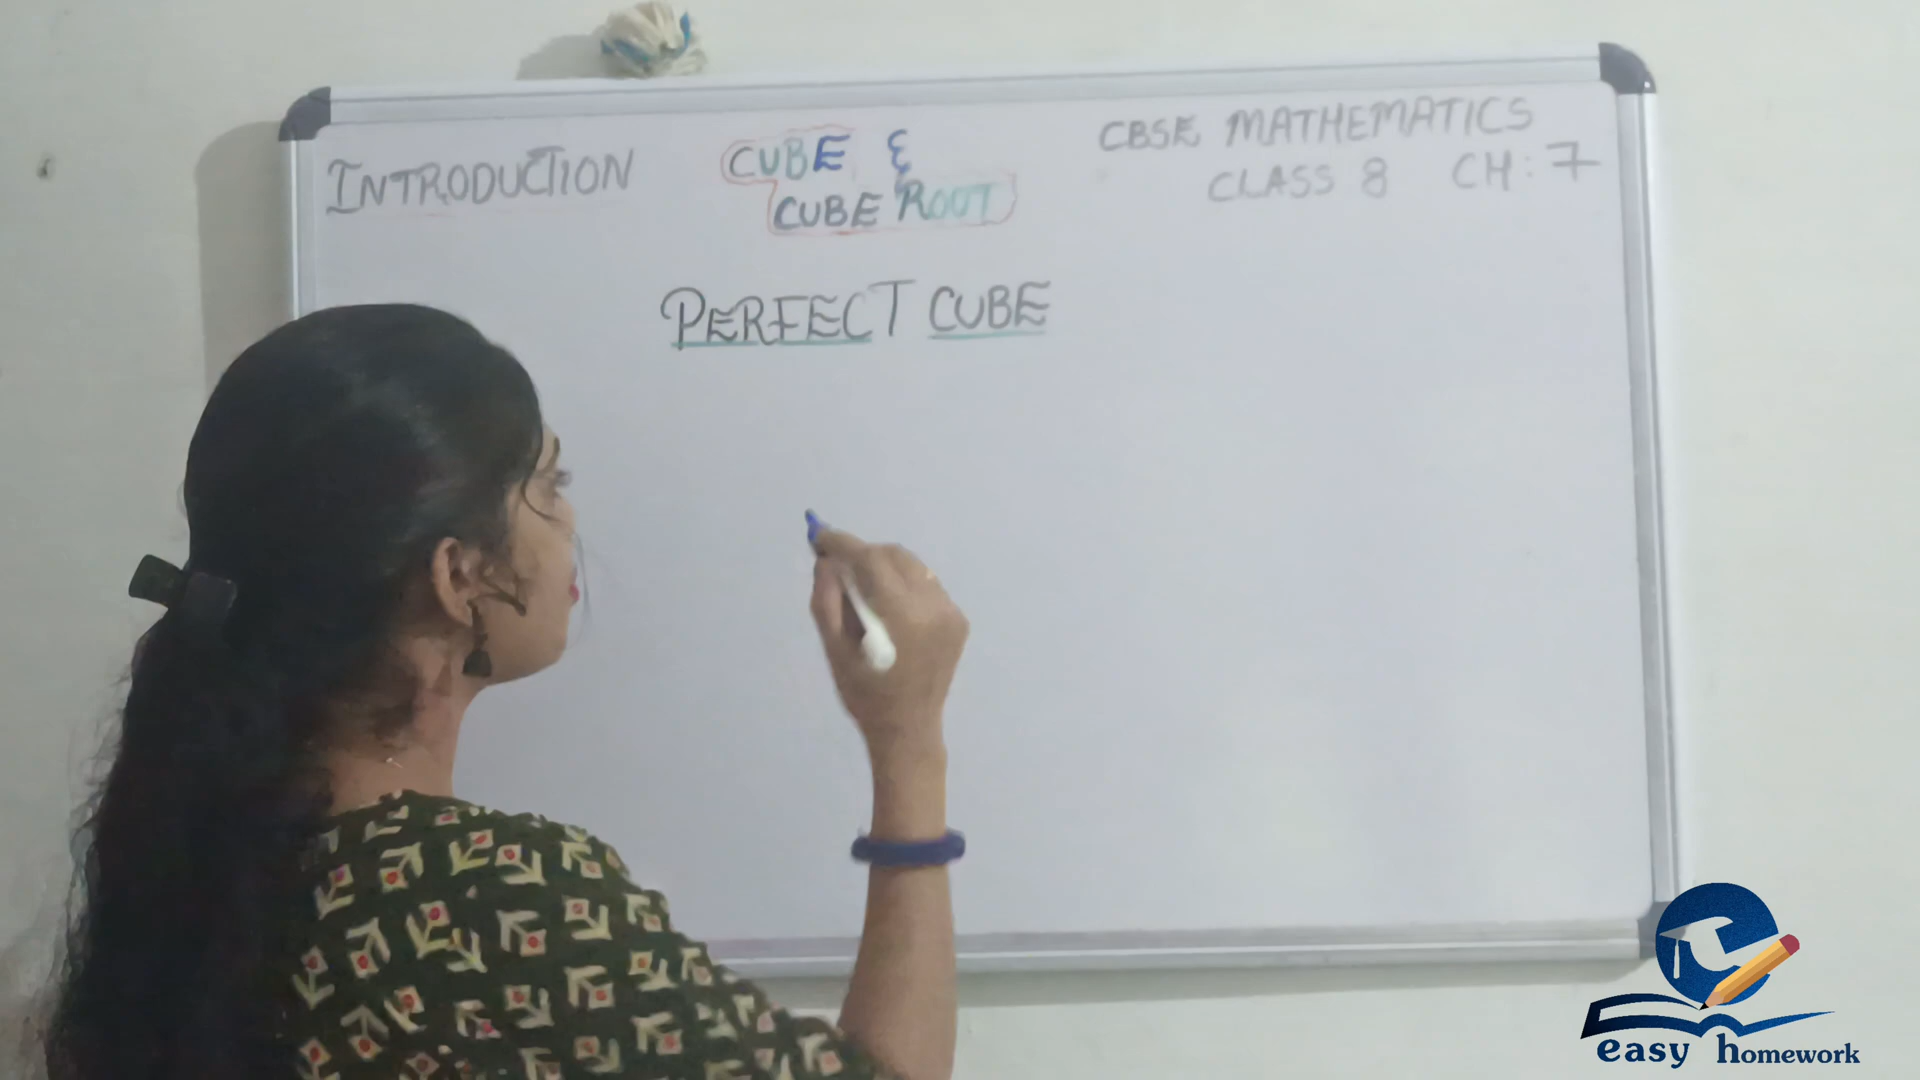 INTRODUCTION
CUBE &
CUBE ROOT
CBSE MATHEMATICS
CLASS 8 CH: 7
PERFECT CUBE
easy homework